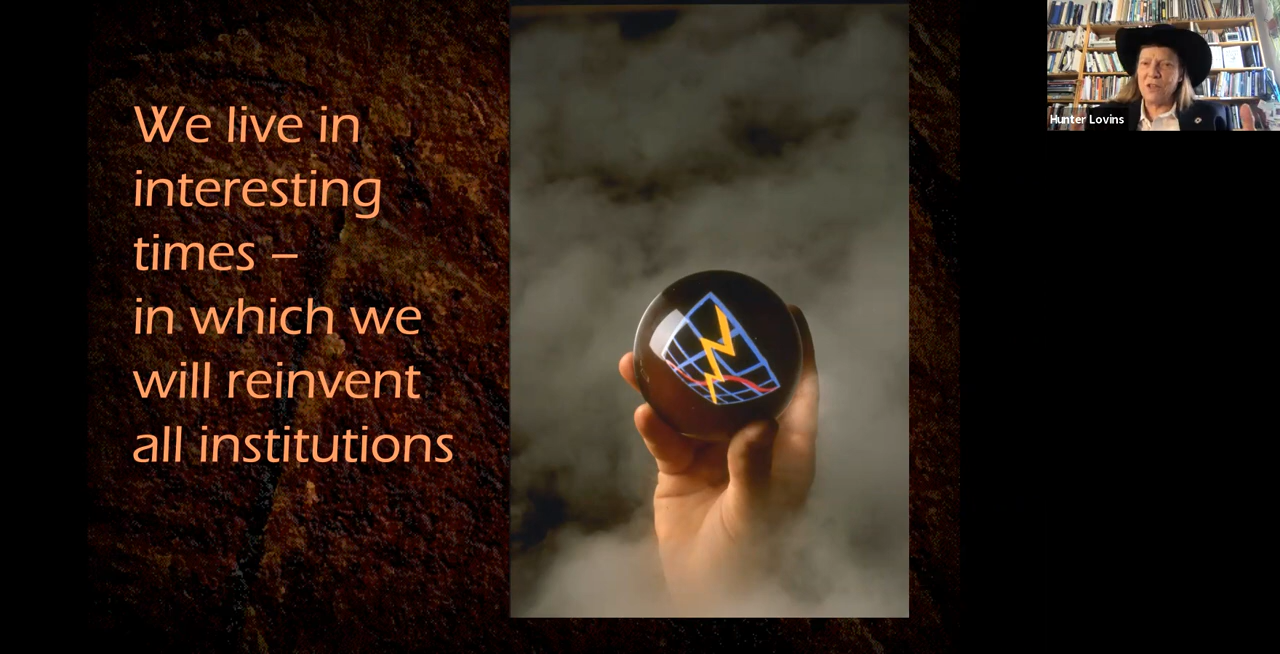 We live in
interesting
times –
in which we
will reinvent
all institutions
Hunter Lovins